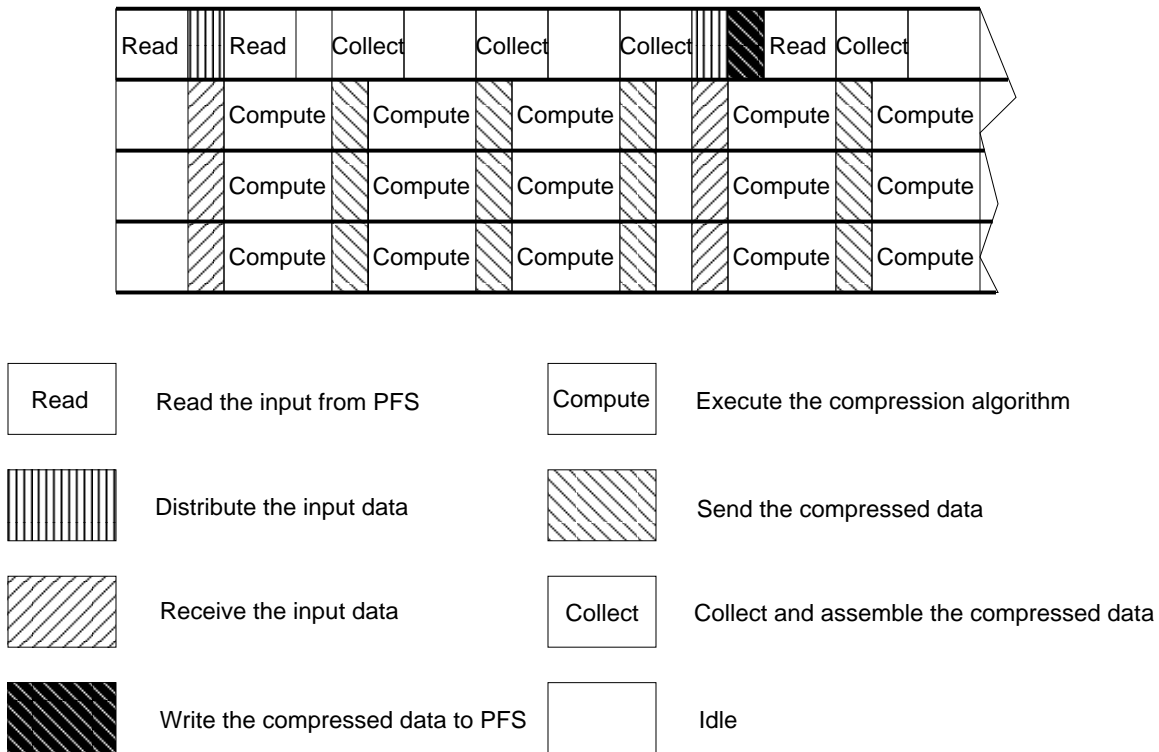 Read Read Collect Collect Collect Read Collect
Compute Compute Compute Compute Compute
Compute Compute Compute Compute Compute
Compute Compute Compute Compute Compute
Read Read the input from PFS
Compute Execute the compression algorithm
Distribute the input data
Send the compressed data
Receive the input data
Collect Collect and assemble the compressed data
Write the compressed data to PFS
Idle